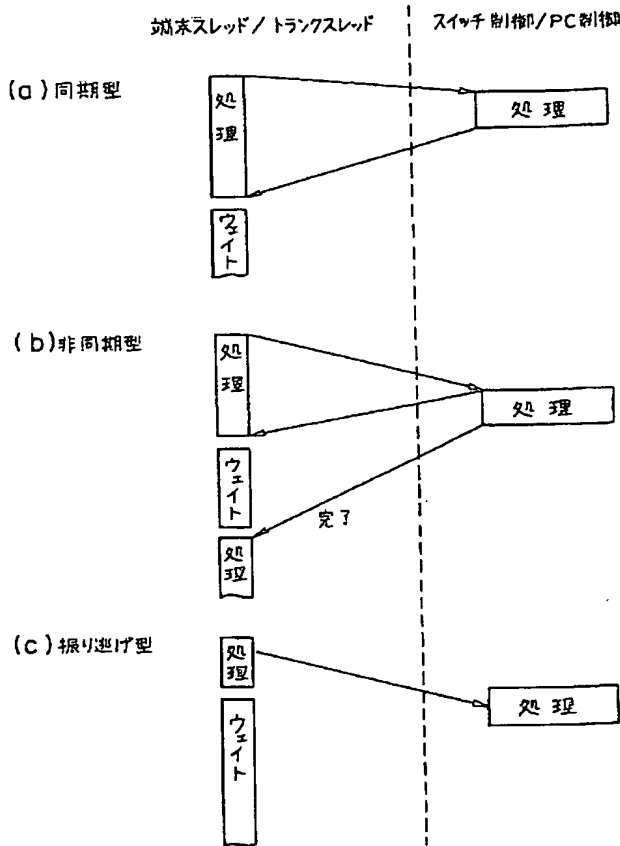 端末スレッド/トランクスレッド
スイッチ制御/PC制御
(a)同期型
処理
処理
ウェイト
(b)非同期型
処理
処理
ウェイト
完了
処理
(c)振り逃げ型
処理
処理
ウェイト